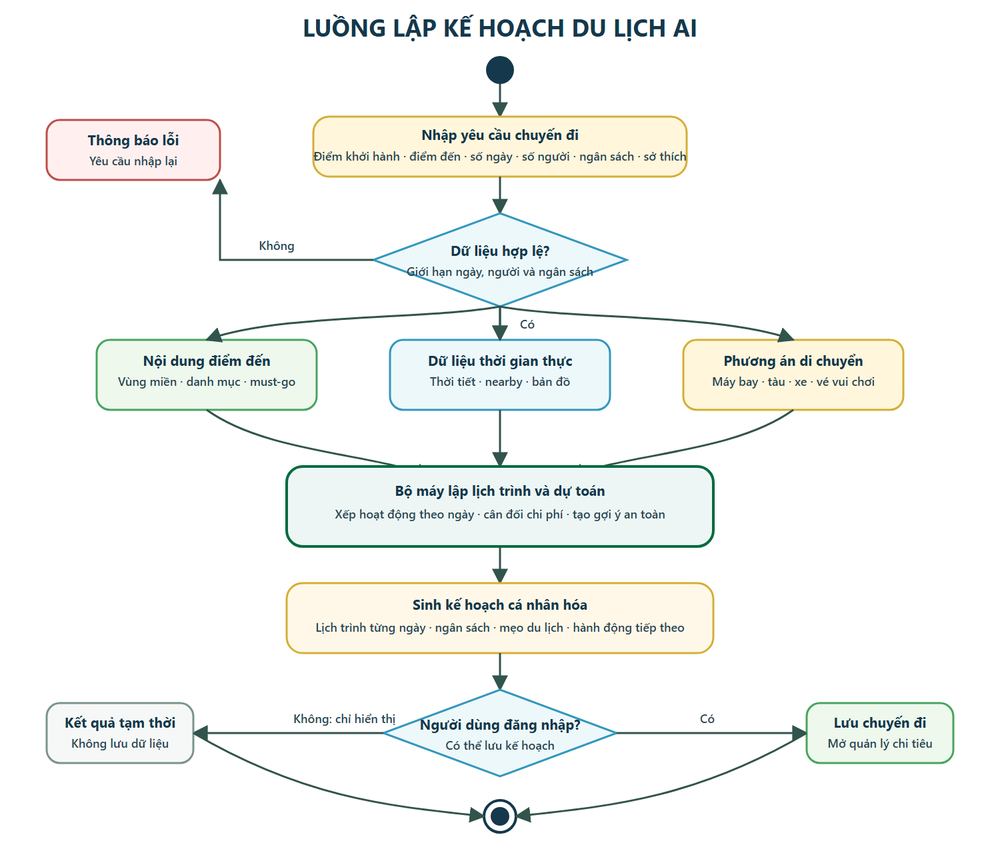 LUỒNG LẬP KẾ HOẠCH DU LỊCH AI
Nhập yêu cầu chuyến đi
Điểm khởi hành · điểm đến · số ngày · số người · ngân sách · sở thích
Thông báo lỗi
Yêu cầu nhập lại
Không
Dữ liệu hợp lệ?
Giới hạn ngày, người và ngân sách
Có
Nội dung điểm đến
Vùng miền · danh mục · must-go
Dữ liệu thời gian thực
Thời tiết · nearby · bản đồ
Phương án di chuyển
Máy bay · tàu · xe · vé vui chơi
Bộ máy lập lịch trình và dự toán
Xếp hoạt động theo ngày · cân đối chi phí · tạo gợi ý an toàn
Sinh kế hoạch cá nhân hóa
Lịch trình từng ngày · ngân sách · mẹo du lịch · hành động tiếp theo
Kết quả tạm thời
Không lưu dữ liệu
Không: chỉ hiển thị
Người dùng đăng nhập?
Có thể lưu kế hoạch
Có
Lưu chuyến đi
Mở quản lý chi tiêu